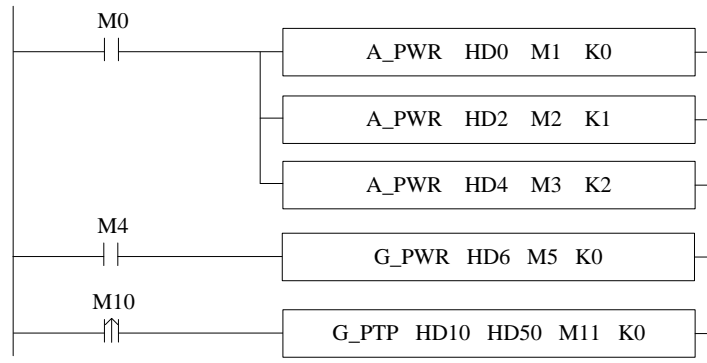 M0
A_PWR HD0 M1 K0
A_PWR HD2 M2 K1
A_PWR HD4 M3 K2
M4
G_PWR HD6 M5 K0
M10
G_PTP HD10 HD50 M11 K0